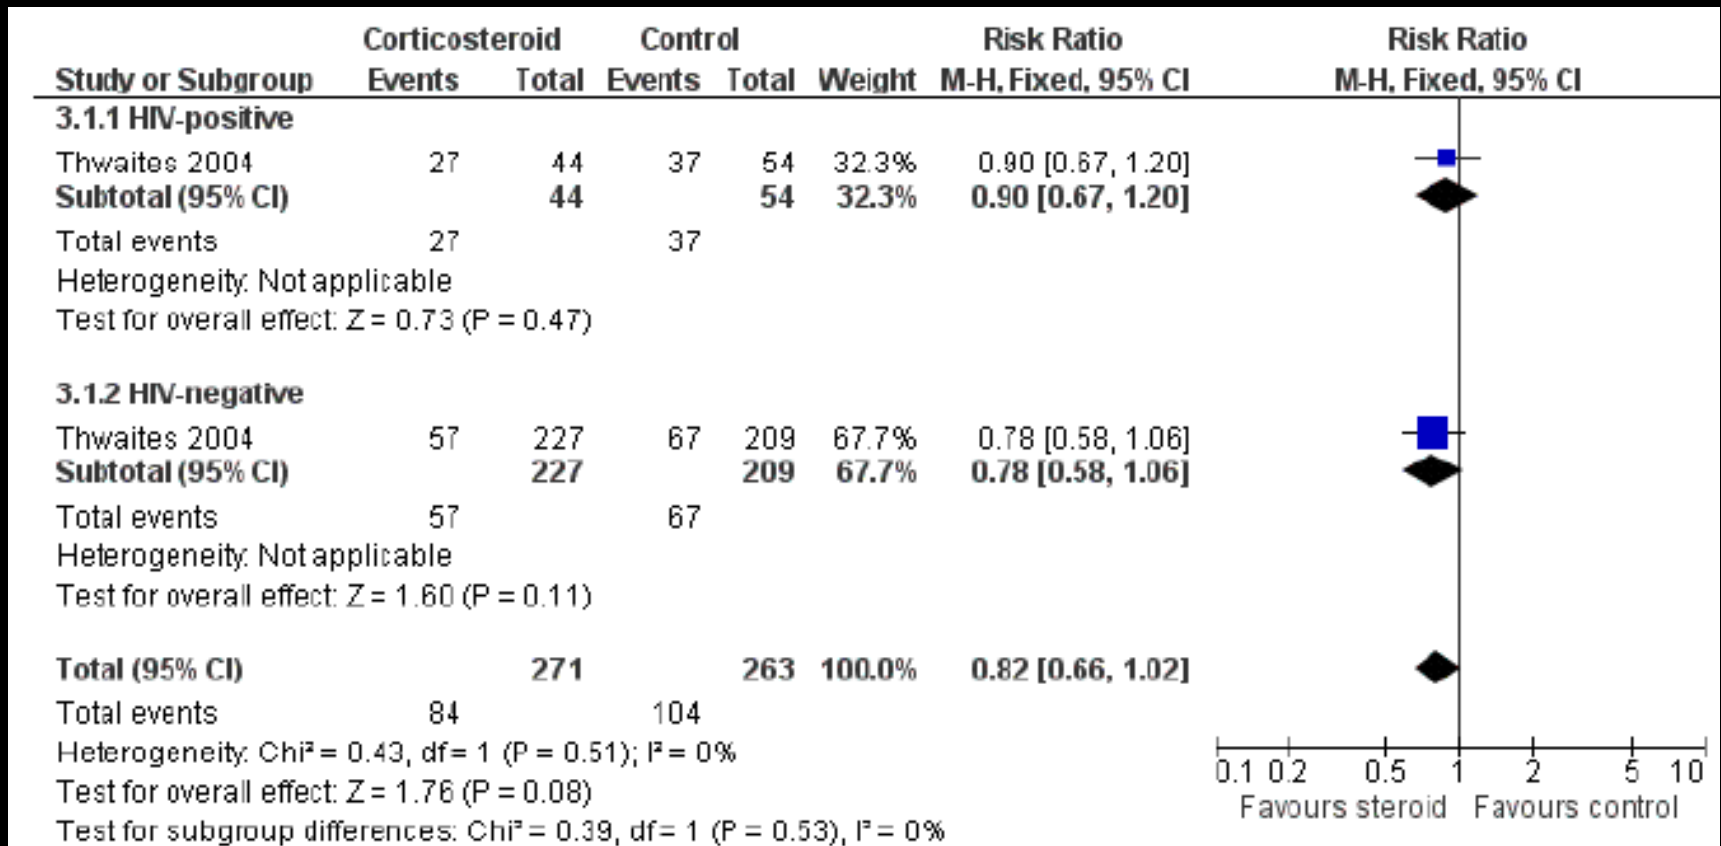 Corticosteroid Control Risk Ratio Risk Ratio
Study or Subgroup Events Total Events Total Weight M-H, Fixed, 95% CI M-H, Fixed, 95% CI
3.1.1 HIV-positive
Thwaites 2004 27 44 37 54 32.3% 0.90 [0.67, 1.20]
Subtotal (95% CI) 44 54 32.3% 0.90 [0.67, 1.20]
Total events 27 37
Heterogeneity: Not applicable
Test for overall effect: Z = 0.73 (P = 0.47)
3.1.2 HIV-negative
Thwaites 2004 57 227 67 209 67.7% 0.78 [0.58, 1.06]
Subtotal (95% CI) 227 209 67.7% 0.78 [0.58, 1.06]
Total events 57 67
Heterogeneity: Not applicable
Test for overall effect: Z = 1.60 (P = 0.11)
Total (95% CI) 271 263 100.0% 0.82 [0.66, 1.02]
Total events 84 104
Heterogeneity: Chi² = 0.43, df = 1 (P = 0.51); I² = 0%
0.1 0.2 0.5 1 2 5 10
Test for overall effect: Z = 1.76 (P = 0.08)
Favours steroid Favours control
Test for subgroup differences: Chi² = 0.39, df = 1 (P = 0.53), I² = 0%